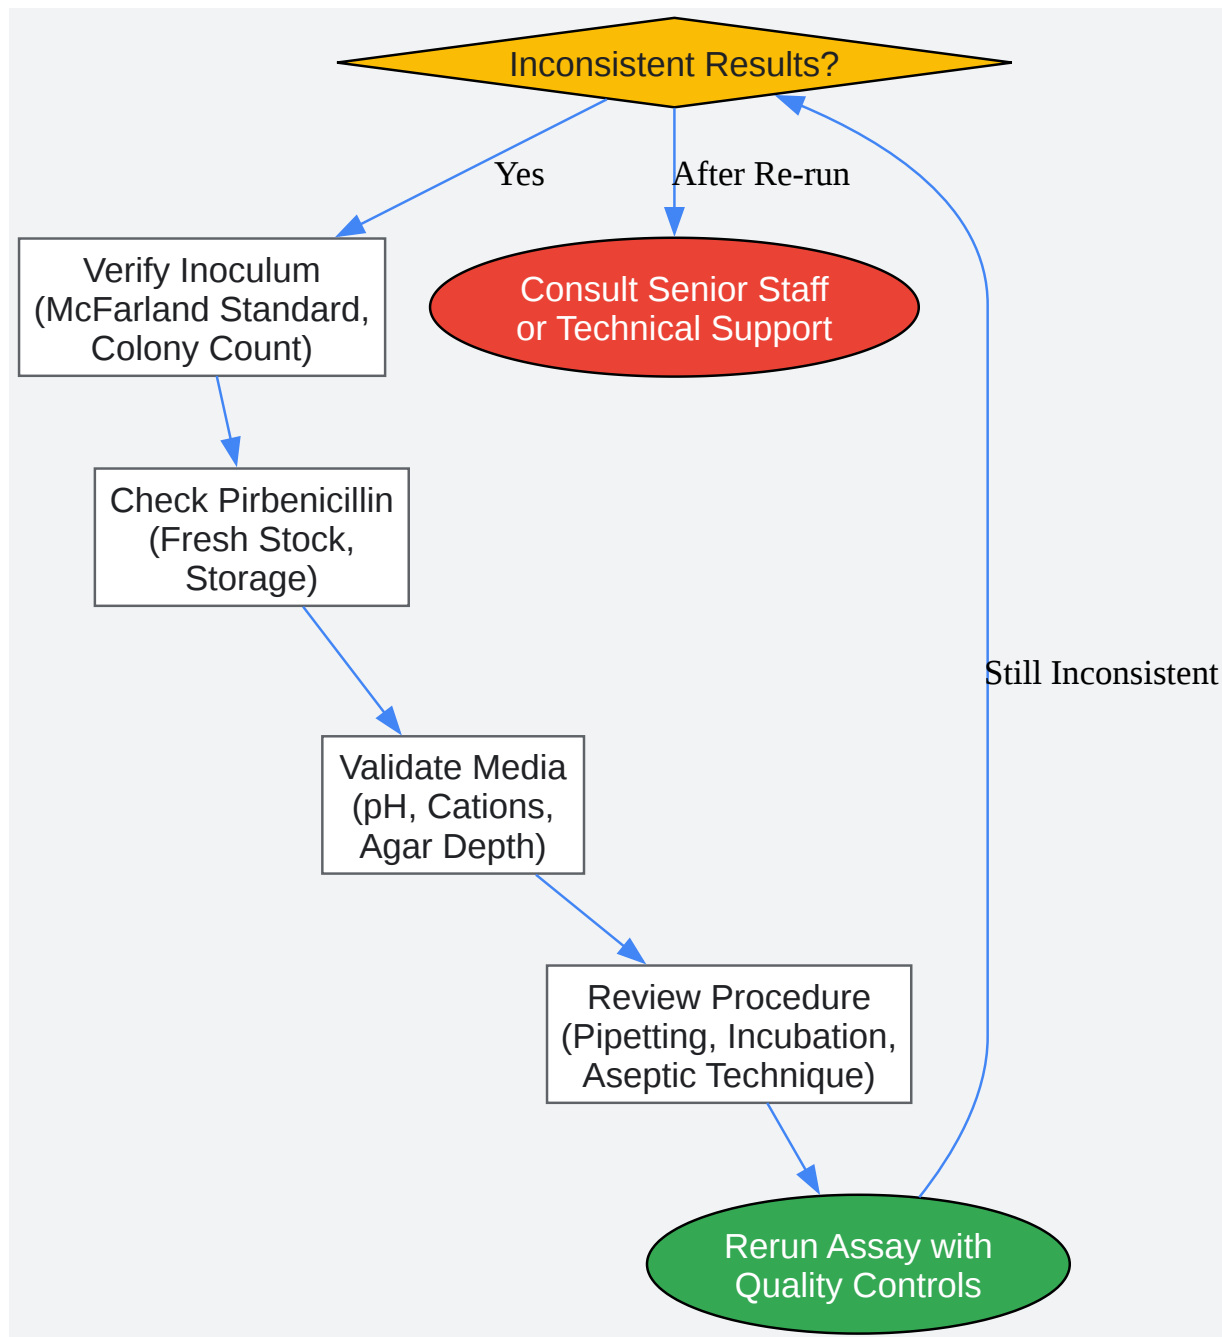 Inconsistent Results?
Yes
After Re-run
Verify Inoculum
(McFarland Standard,
Colony Count)
Consult Senior Staff
or Technical Support
Check Pirbenicillin
(Fresh Stock,
Storage)
Still Inconsistent
Validate Media
(pH, Cations,
Agar Depth)
Review Procedure
(Pipetting, Incubation,
Aseptic Technique)
Rerun Assay with
Quality Controls